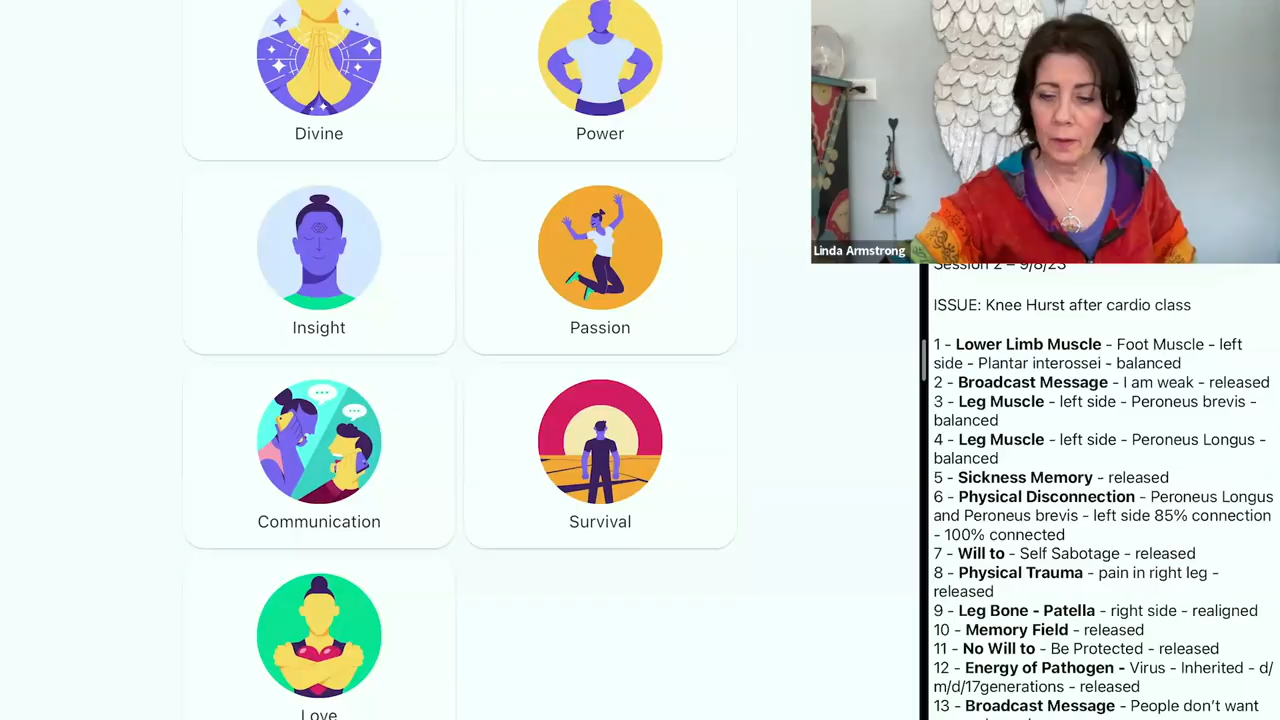 Divine
Power
Insight
Passion
Communication
Survival
Love
Linda Armstrong
Session 2 – 9/8/23
ISSUE: Knee Hurst after cardio class
1 - Lower Limb Muscle - Foot Muscle - left
side - Plantar interossei - balanced
2 - Broadcast Message - I am weak - released
3 - Leg Muscle - left side - Peroneus brevis -
balanced
4 - Leg Muscle - left side - Peroneus Longus -
balanced
5 - Sickness Memory - released
6 - Physical Disconnection - Peroneus Longus
and Peroneus brevis - left side 85% connection
- 100% connected
7 - Will to - Self Sabotage - released
8 - Physical Trauma - pain in right leg -
released
9 - Leg Bone - Patella - right side - realigned
10 - Memory Field - released
11 - No Will to - Be Protected - released
12 - Energy of Pathogen - Virus - Inherited - d/
m/d/17generations - released
13 - Broadcast Message - People don't want